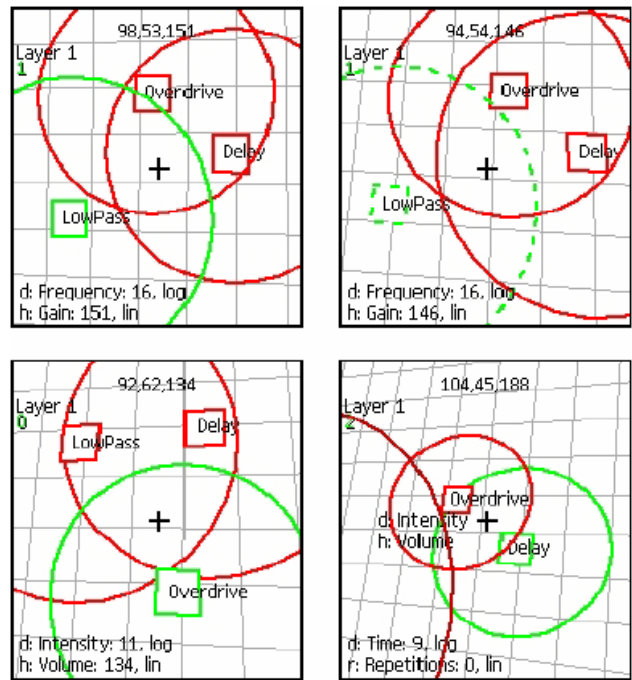 98,53,151
Layer 1
1
Overdrive
Delay
LowPass
d: Frequency: 16, log
h: Gain: 151, lin
94,54,146
Layer 1
1
Overdrive
Delay
LowPass
d: Frequency: 16, log
h: Gain: 146, lin
92,62,134
Layer 1
0
LowPass
Delay
Overdrive
d: Intensity: 11, log
h: Volume: 134, lin
104,45,188
Layer 1
2
Overdrive
d: Intensity
h: Volume
Delay
d: Time: 9, log
r: Repetitions: 0, lin